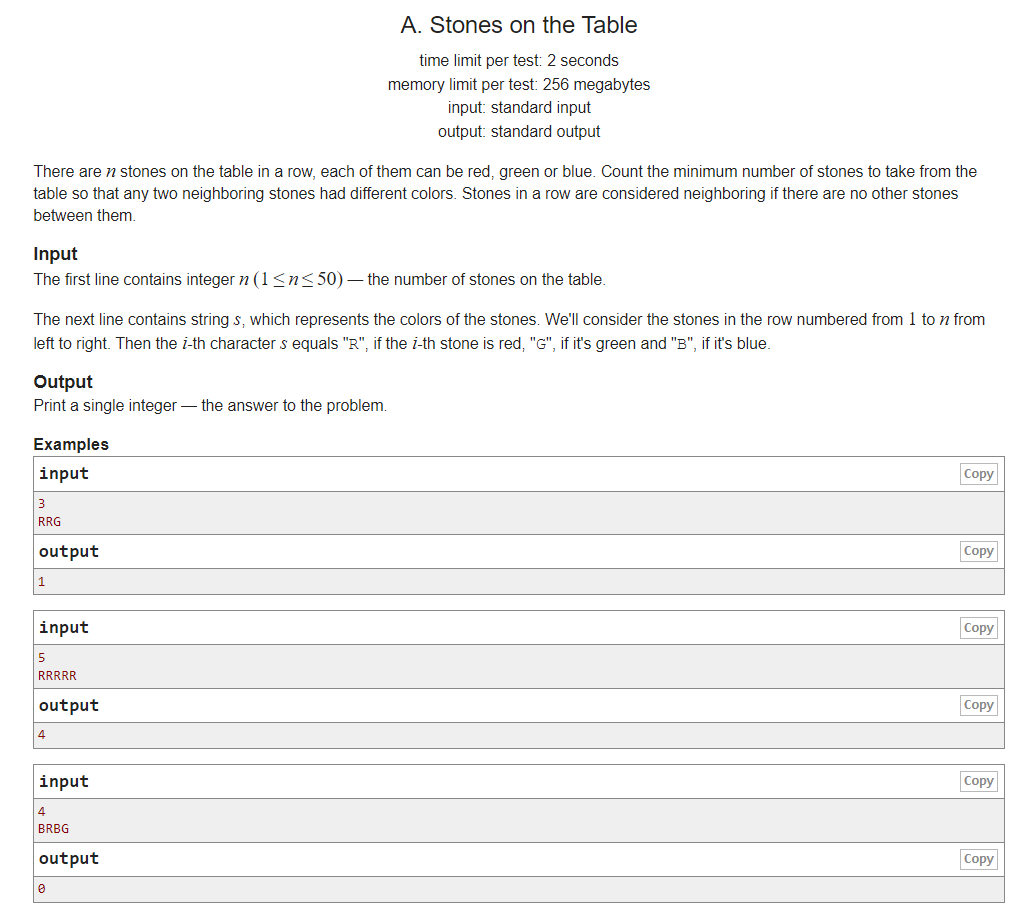 A. Stones on the Table
time limit per test: 2 seconds
memory limit per test: 256 megabytes
input: standard input
output: standard output
There are n stones on the table in a row, each of them can be red, green or blue. Count the minimum number of stones to take from the
table so that any two neighboring stones had different colors. Stones in a row are considered neighboring if there are no other stones
between them.
Input
The first line contains integer n (1 ≤ n ≤ 50) — the number of stones on the table.
The next line contains string s, which represents the colors of the stones. We'll consider the stones in the row numbered from 1 to n from
left to right. Then the i-th character s equals "R", if the i-th stone is red, "G", if it's green and "B", if it's blue.
Output
Print a single integer — the answer to the problem.
Examples
input Copy
3
RRG
output Copy
1
input Copy
5
RRRRR
output Copy
4
input Copy
4
BRBG
output Copy
0